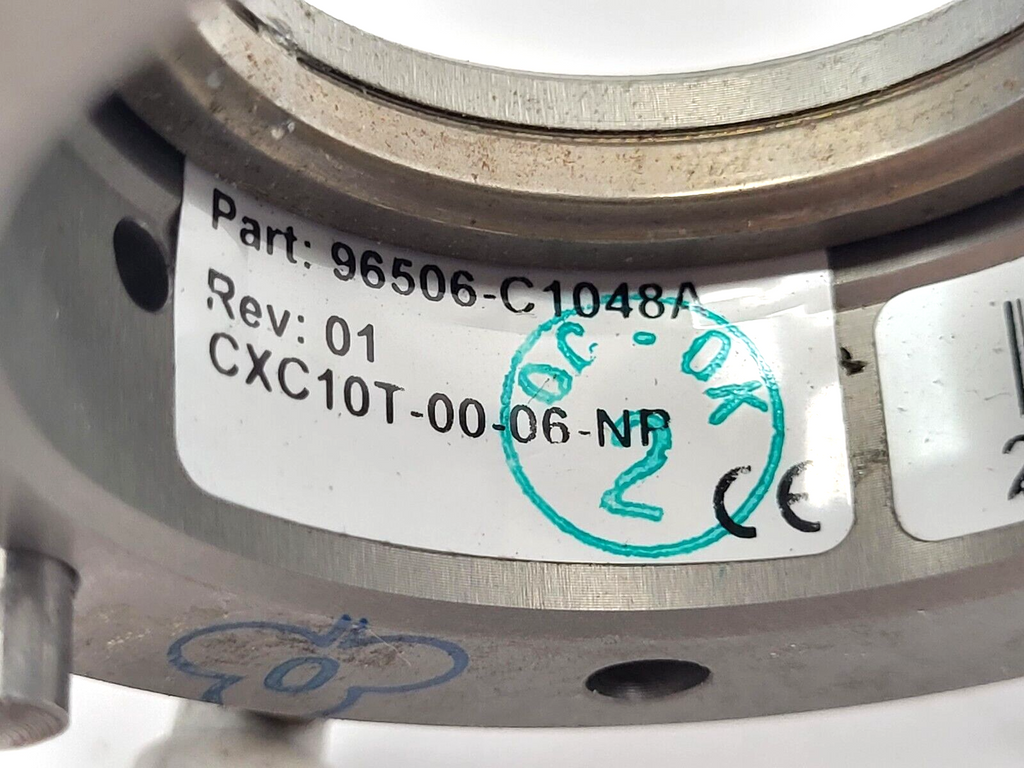 Part: 96506-C1048A
Rev: 01
CXC10T-00-06-NP
QC-OK
2
CE